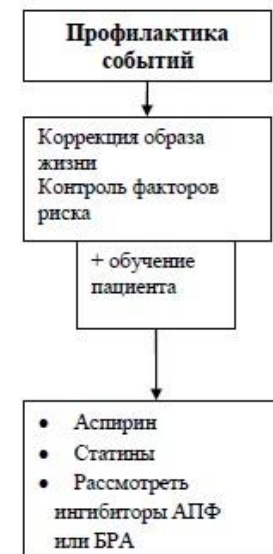 Профилактика
событий
Коррекция образа
жизни
Контроль факторов
риска
+ обучение
пациента
• Аспирин
• Статины
• Рассмотреть
ингибиторы АПФ
или БРА